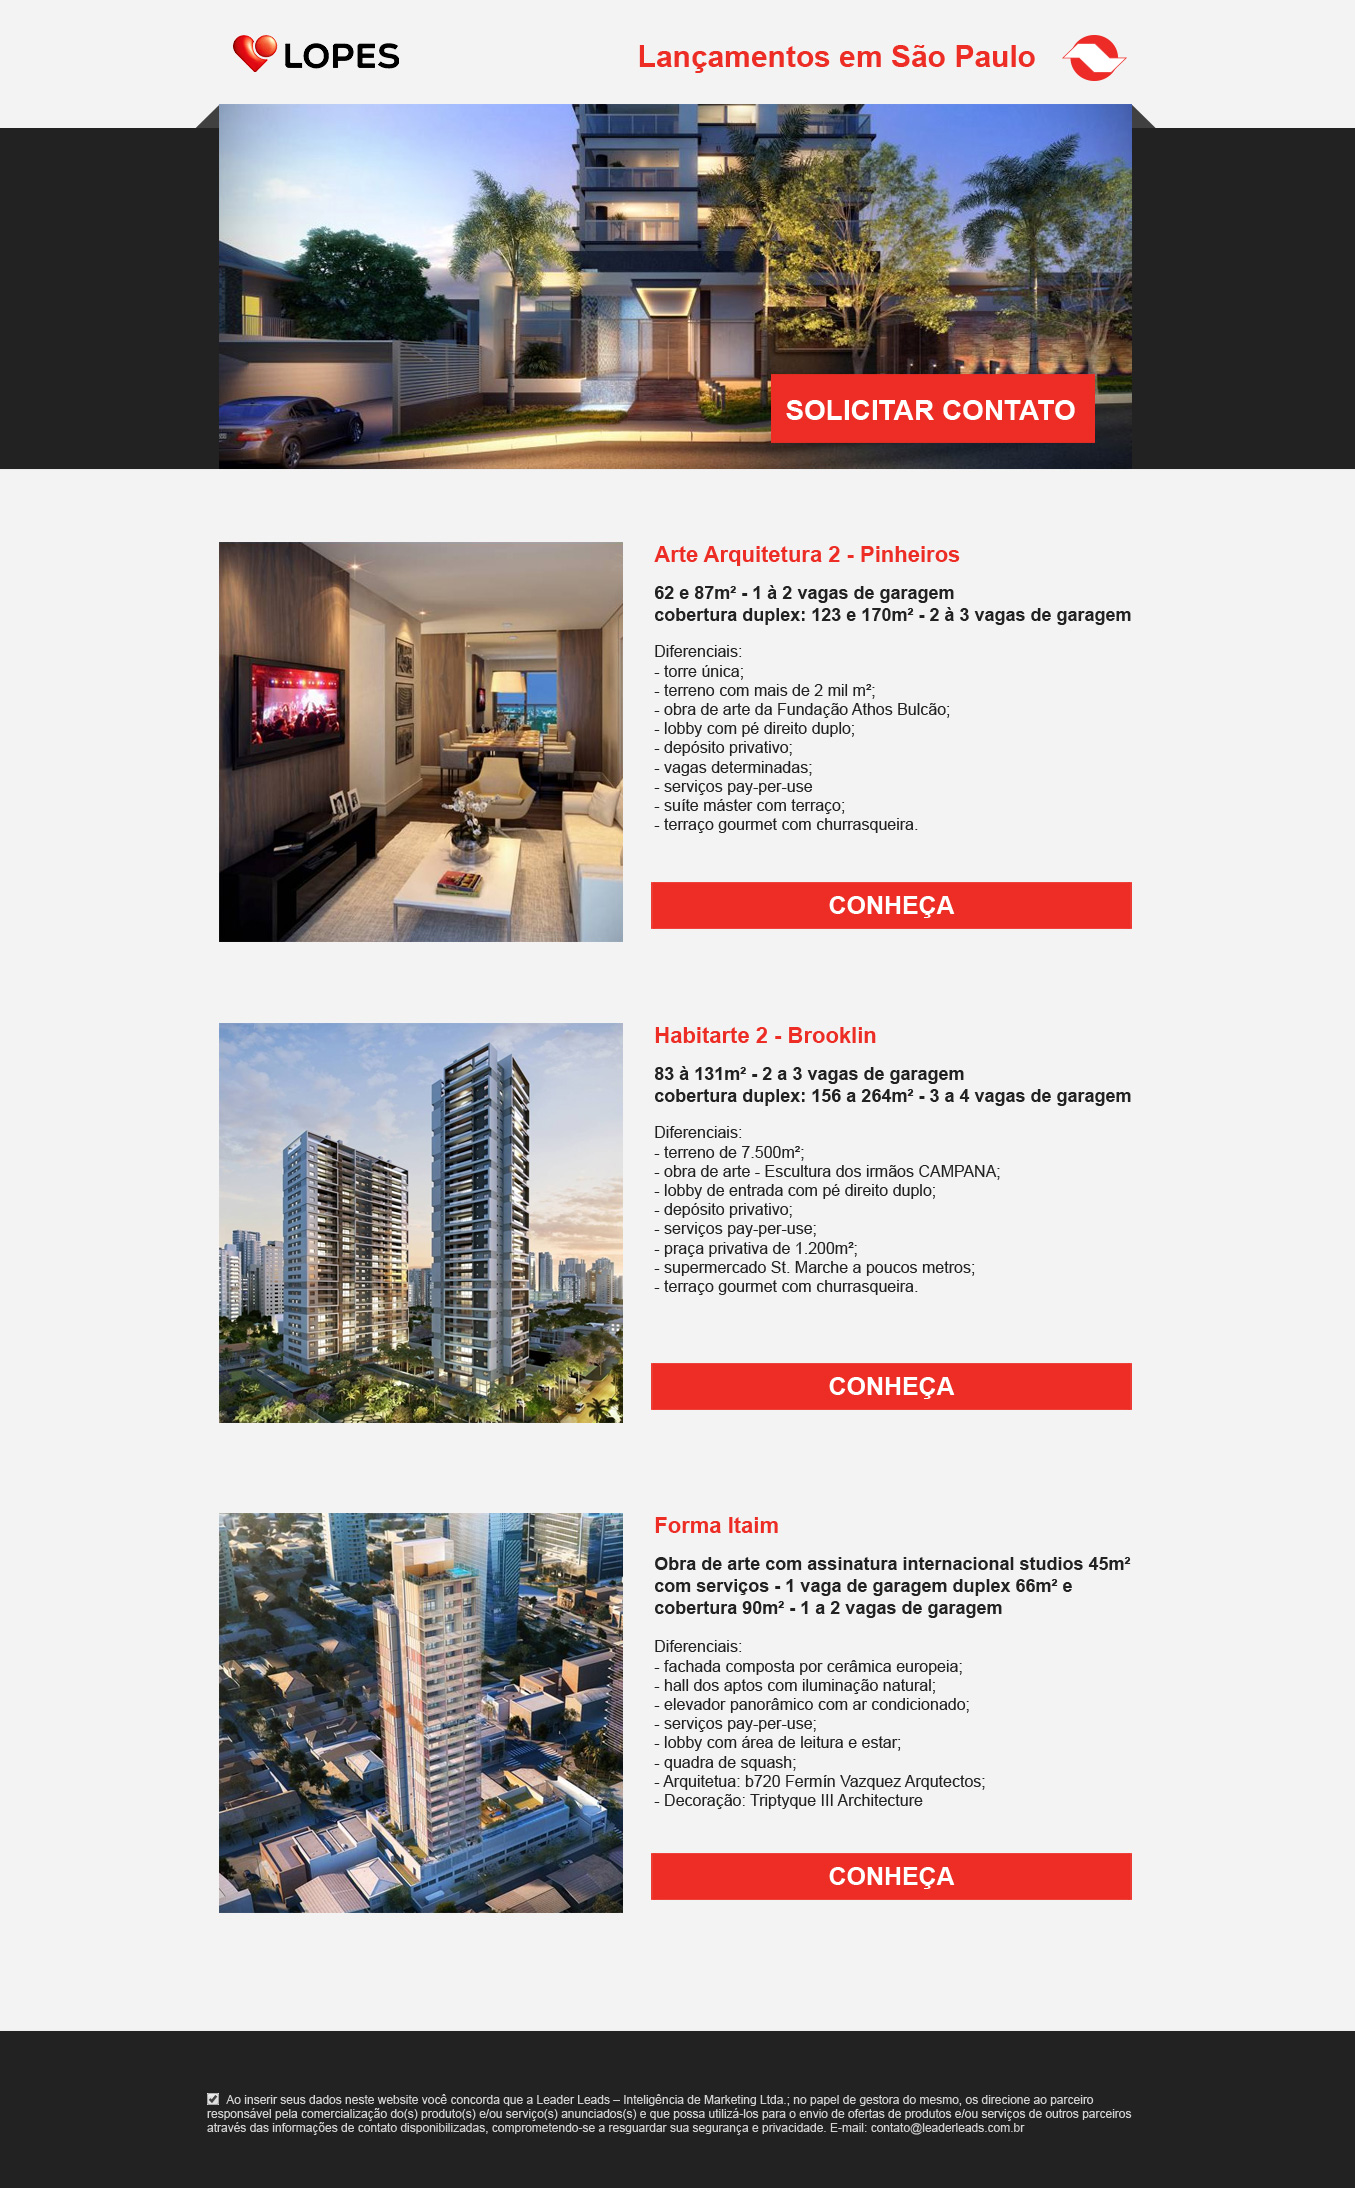 LOPES
Lançamentos em São Paulo
SOLICITAR CONTATO
Arte Arquitetura 2 - Pinheiros
62 e 87m² - 1 à 2 vagas de garagem
cobertura duplex: 123 e 170m² - 2 à 3 vagas de garagem
Diferenciais:
- torre única;
- terreno com mais de 2 mil m²;
- obra de arte da Fundação Athos Bulcão;
- lobby com pé direito duplo;
- depósito privativo;
- vagas determinadas;
- serviços pay-per-use
- suíte máster com terraço;
- terraço gourmet com churrasqueira.
CONHEÇA
Habitarte 2 - Brooklin
83 à 131m² - 2 a 3 vagas de garagem
cobertura duplex: 156 a 264m² - 3 a 4 vagas de garagem
Diferenciais:
- terreno de 7.500m²;
- obra de arte - Escultura dos irmãos CAMPANA;
- lobby de entrada com pé direito duplo;
- depósito privativo;
- serviços pay-per-use;
- praça privativa de 1.200m²;
- supermercado St. Marche a poucos metros;
- terraço gourmet com churrasqueira.
CONHEÇA
Forma Itaim
Obra de arte com assinatura internacional studios 45m²
com serviços - 1 vaga de garagem duplex 66m² e
cobertura 90m² - 1 a 2 vagas de garagem
Diferenciais:
- fachada composta por cerâmica europeia;
- hall dos aptos com iluminação natural;
- elevador panorâmico com ar condicionado;
- serviços pay-per-use;
- lobby com área de leitura e estar;
- quadra de squash;
- Arquitetua: b720 Fermín Vazquez Arqutectos;
- Decoração: Triptyque III Architecture
CONHEÇA
Ao inserir seus dados neste website você concorda que a Leader Leads – Inteligência de Marketing Ltda.; no papel de gestora do mesmo, os direcione ao parceiro
responsável pela comercialização do(s) produto(s) e/ou serviço(s) anunciados(s) e que possa utilizá-los para o envio de ofertas de produtos e/ou serviços de outros parceiros
através das informações de contato disponibilizadas, comprometendo-se a resguardar sua segurança e privacidade. E-mail: contato@leaderleads.com.br